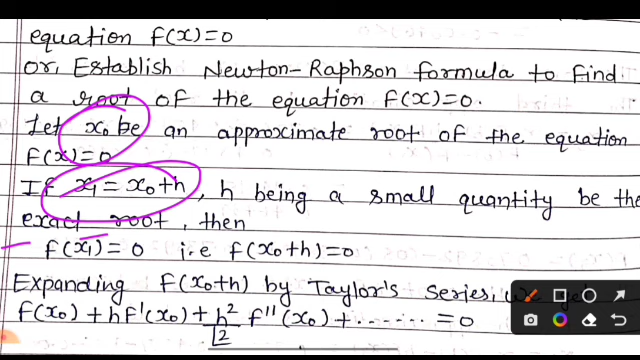 equation f(x)=0
or, Establish Newton-Raphson formula to find
a root of the equation f(x)=0.
Let x₀ be an approximate root of the equation
f(x)=0
If x₁ = x₀+h, h being a small quantity be the
exact root, then
f(x₁) = 0 i.e f(x₀+h)=0
Expanding f(x₀+h) by Taylor's series, we get
f(x₀) + hf'(x₀) + h²/⌊2 f''(x₀) + ······· = 0